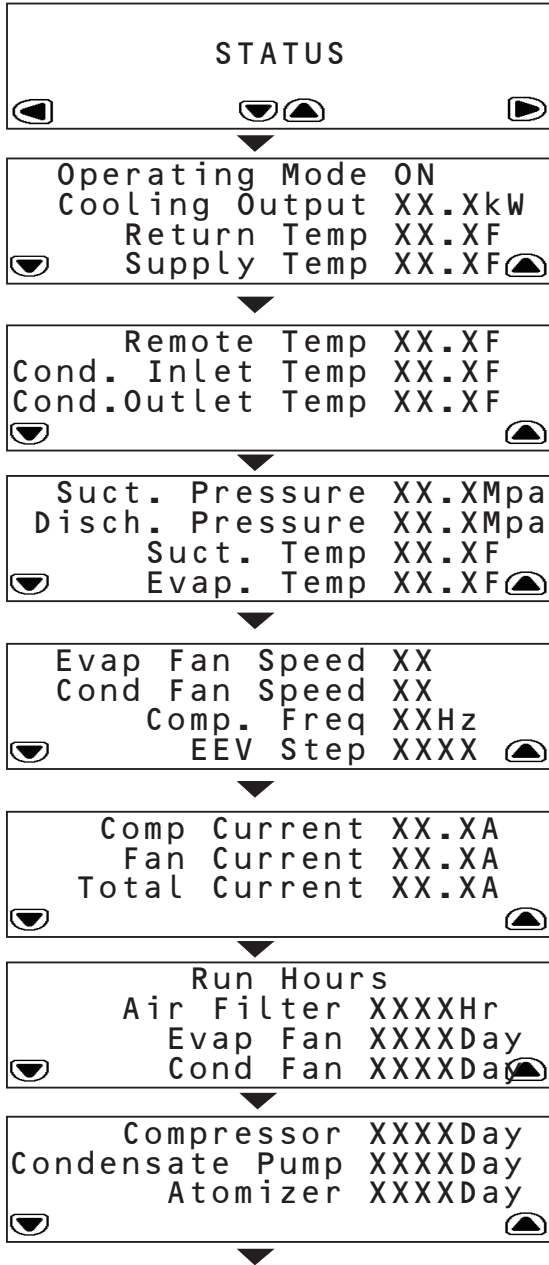 STATUS
Operating Mode ON
Cooling Output XX.XkW
Return Temp XX.XF
Supply Temp XX.XF
Remote Temp XX.XF
Cond. Inlet Temp XX.XF
Cond.Outlet Temp XX.XF
Suct. Pressure XX.XMpa
Disch. Pressure XX.XMpa
Suct. Temp XX.XF
Evap. Temp XX.XF
Evap Fan Speed XX
Cond Fan Speed XX
Comp. Freq XXHz
EEV Step XXXX
Comp Current XX.XA
Fan Current XX.XA
Total Current XX.XA
Run Hours
Air Filter XXXXHr
Evap Fan XXXXDay
Cond Fan XXXXDay
Compressor XXXXDay
Condensate Pump XXXXDay
Atomizer XXXXDay